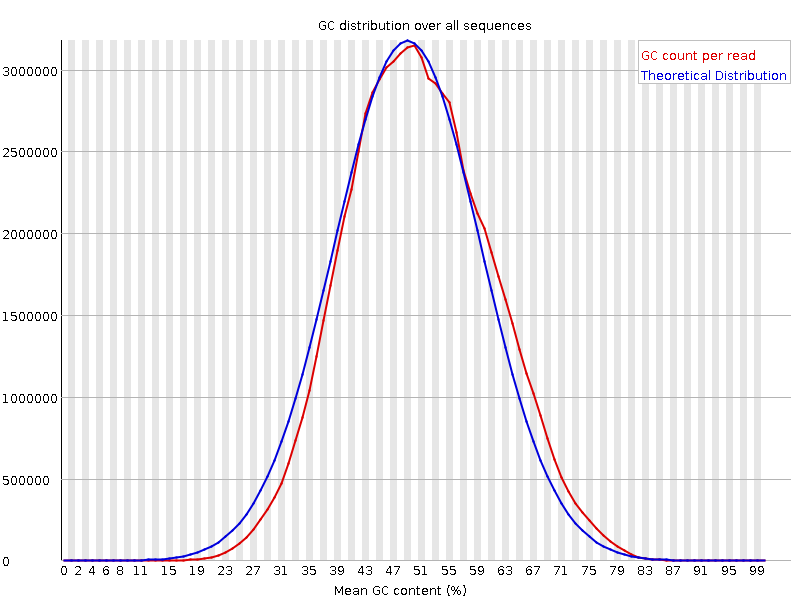 GC distribution over all sequences
GC count per read
Theoretical Distribution
3000000
2500000
2000000
1500000
1000000
500000
0
0 2 4 6 8 11 15 19 23 27 31 35 39 43 47 51 55 59 63 67 71 75 79 83 87 91 95 99
Mean GC content (%)